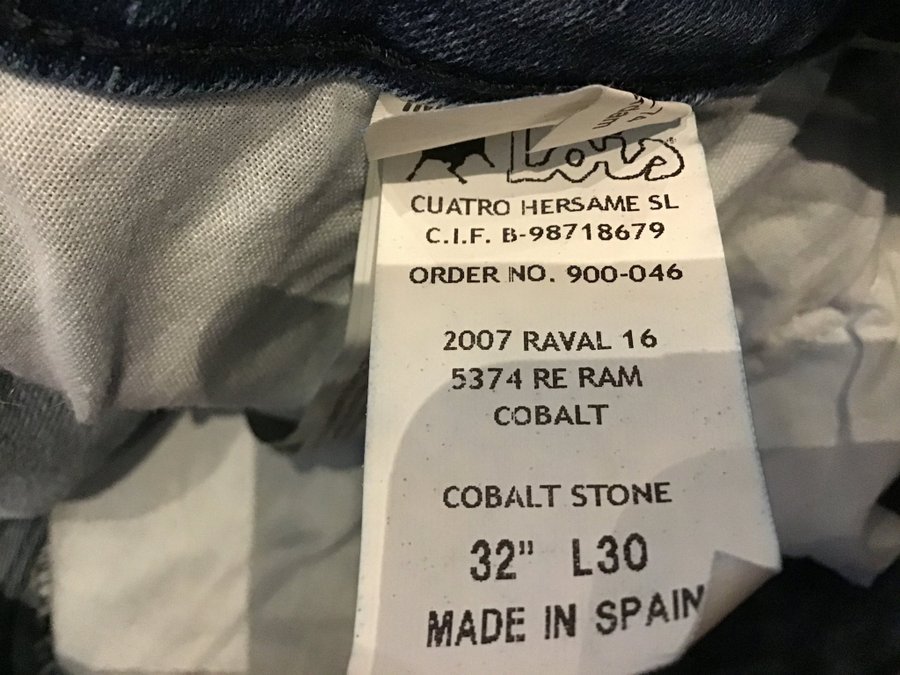 Lois
CUATRO HERSAME SL
C.I.F. B-98718679
ORDER NO. 900-046
2007 RAVAL 16
5374 RE RAM
COBALT
COBALT STONE
32" L30
MADE IN SPAIN